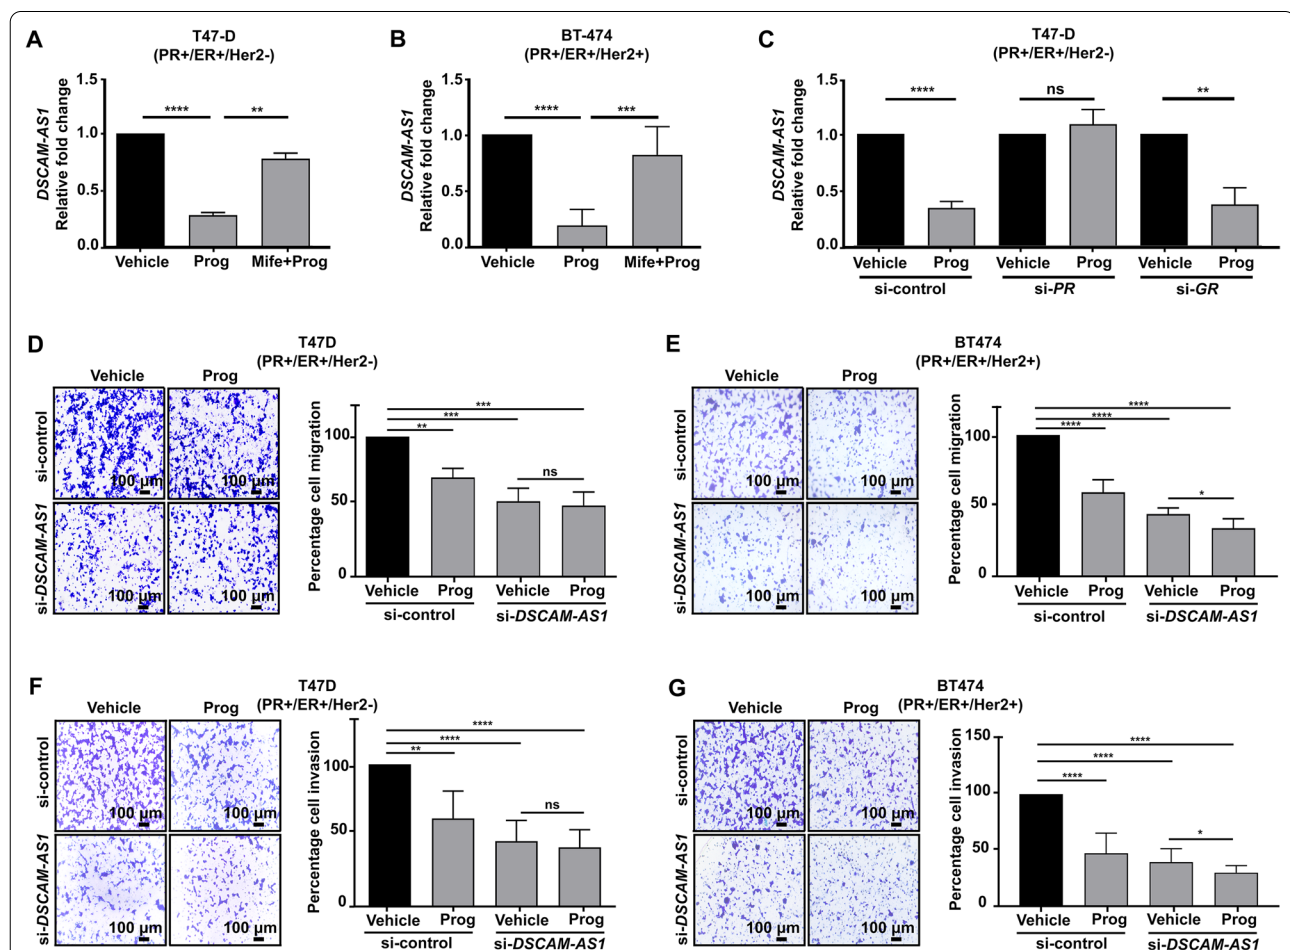 A
T47-D
(PR+/ER+/Her2-)
DSCAM-AS1
Relative fold change
1.5
1.0
0.5
0.0
****
**
Vehicle Prog Mife+Prog
B
BT-474
(PR+/ER+/Her2+)
DSCAM-AS1
Relative fold change
1.5
1.0
0.5
0.0
****
***
Vehicle Prog Mife+Prog
C
T47-D
(PR+/ER+/Her2-)
DSCAM-AS1
Relative fold change
1.5
1.0
0.5
0.0
****
ns
**
Vehicle Prog Vehicle Prog Vehicle Prog
si-control si-PR si-GR
D
T47D
(PR+/ER+/Her2-)
Vehicle Prog
si-control
si-DSCAM-AS1
100 µm 100 µm
100 µm 100 µm
Percentage cell migration
100
50
0
***
***
**
ns
Vehicle Prog Vehicle Prog
si-control si-DSCAM-AS1
E
BT474
(PR+/ER+/Her2+)
Vehicle Prog
si-control
si-DSCAM-AS1
100 µm 100 µm
100 µm 100 µm
Percentage cell migration
100
50
0
****
****
****
*
Vehicle Prog Vehicle Prog
si-control si-DSCAM-AS1
F
T47D
(PR+/ER+/Her2-)
Vehicle Prog
si-control
si-DSCAM-AS1
100 µm 100 µm
100 µm 100 µm
Percentage cell invasion
100
50
0
****
****
**
ns
Vehicle Prog Vehicle Prog
si-control si-DSCAM-AS1
G
BT474
(PR+/ER+/Her2+)
Vehicle Prog
si-control
si-DSCAM-AS1
100 µm 100 µm
100 µm 100 µm
Percentage cell invasion
150
100
50
0
****
****
****
*
Vehicle Prog Vehicle Prog
si-control si-DSCAM-AS1